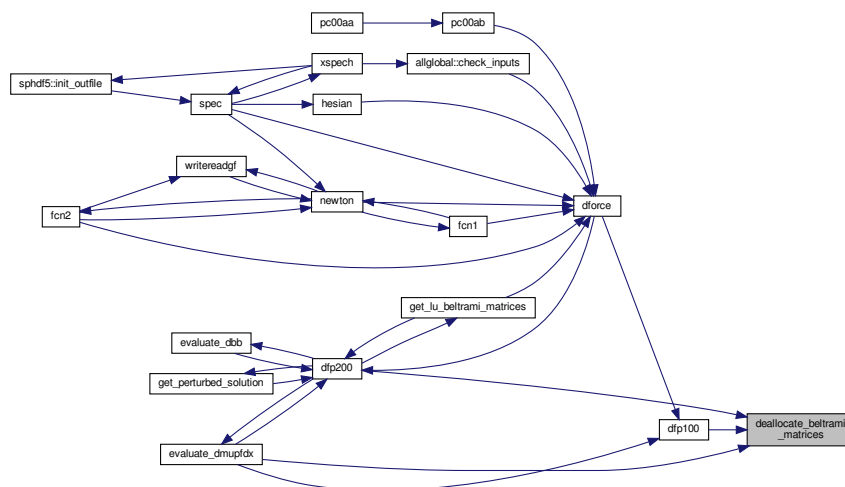 pc00aa
pc00ab
xspech
allglobal::check_inputs
sphdf5::init_outfile
spec
hesian
writereadgf
newton
dforce
fcn2
fcn1
get_lu_beltrami_matrices
evaluate_dbb
dfp200
get_perturbed_solution
dfp100
deallocate_beltrami
_matrices
evaluate_dmupfdx